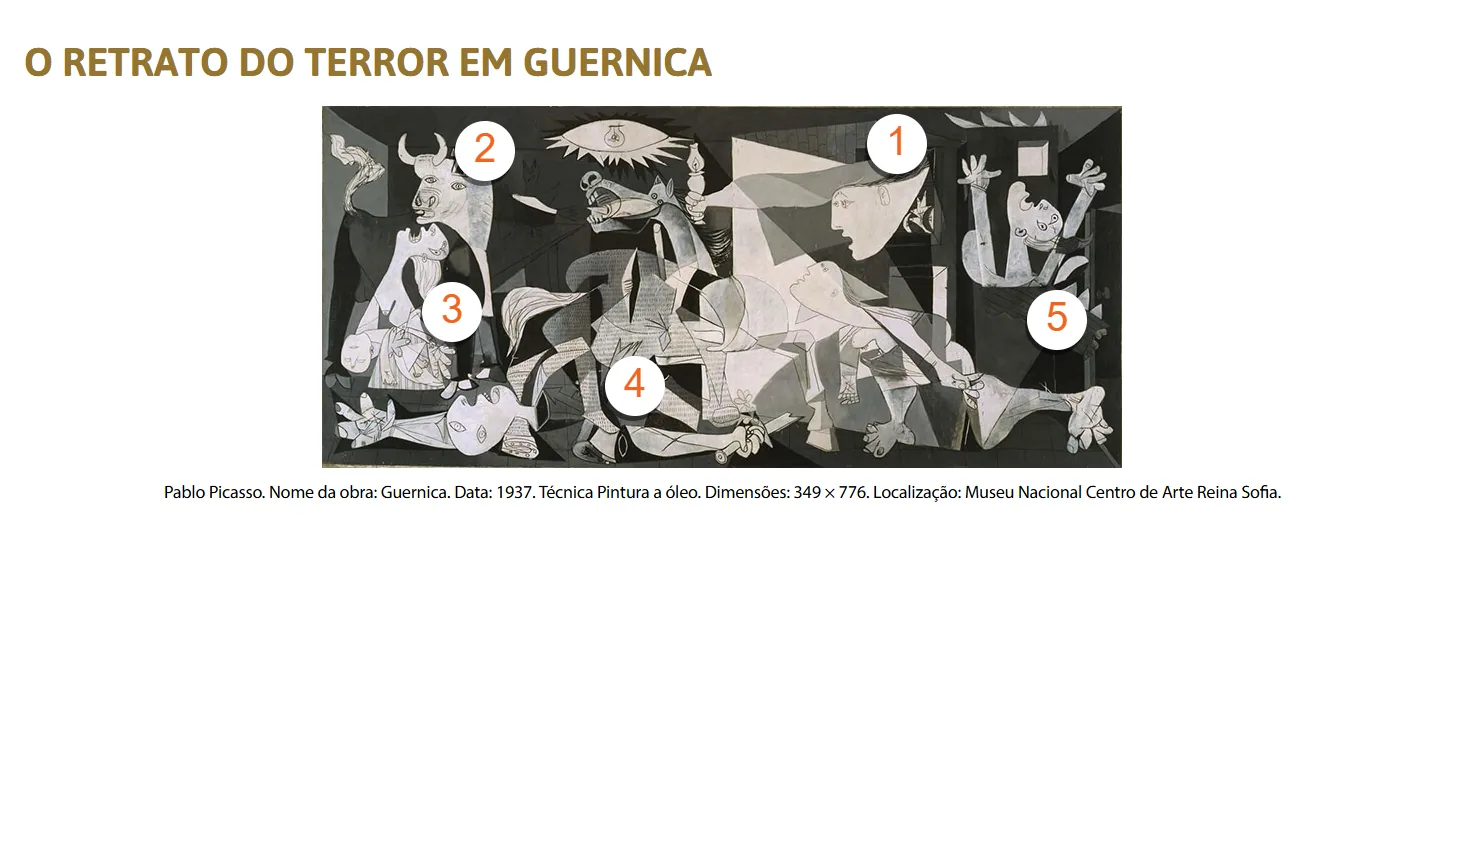 O RETRATO DO TERROR EM GUERNICA
1
2
3
5
4
Pablo Picasso. Nome da obra: Guernica. Data: 1937. Técnica Pintura a óleo. Dimensões: 349 × 776. Localização: Museu Nacional Centro de Arte Reina Sofia.